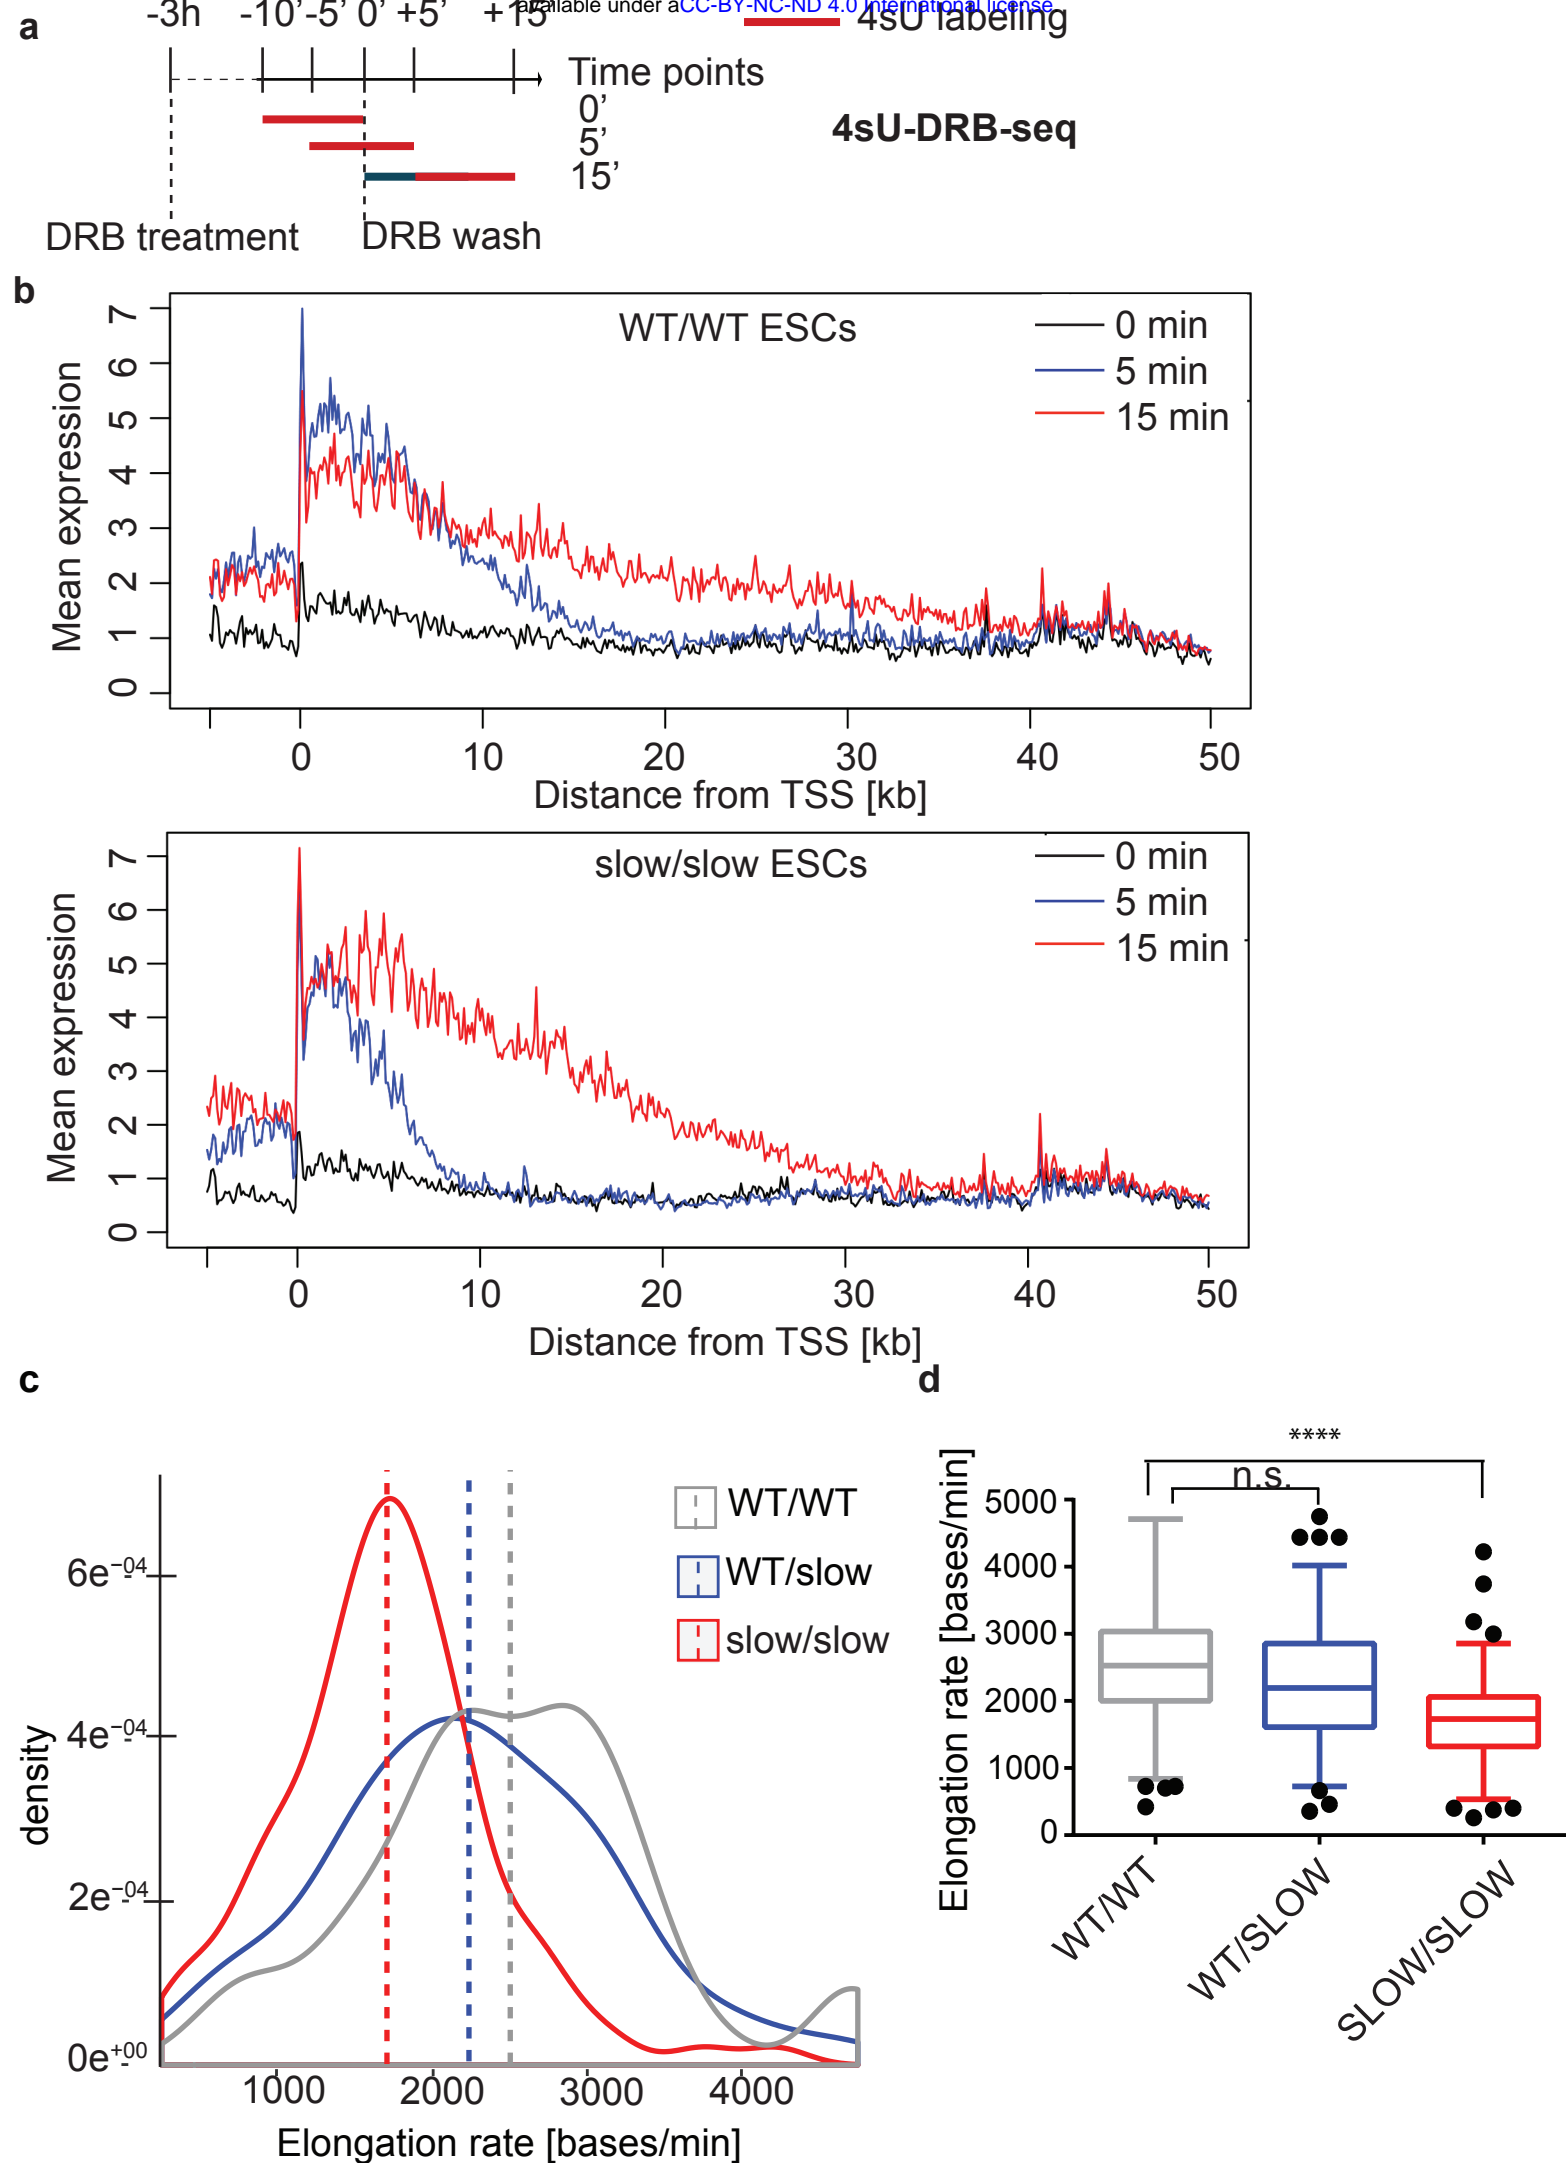 a
-3h -10' -5' 0' +5' +15'
available under aCC-BY-NC-ND 4.0 International license
4sU labeling
Time points
0'
5'
15'
4sU-DRB-seq
DRB treatment
DRB wash
b
WT/WT ESCs
0 min
5 min
15 min
Mean expression
7
6
5
4
3
2
1
0
0 10 20 30 40 50
Distance from TSS [kb]
slow/slow ESCs
0 min
5 min
15 min
Mean expression
7
6
5
4
3
2
1
0
0 10 20 30 40 50
Distance from TSS [kb]
c
WT/WT
WT/slow
slow/slow
density
6e-04
4e-04
2e-04
0e+00
1000 2000 3000 4000
Elongation rate [bases/min]
d
****
n.s.
Elongation rate [bases/min]
5000
4000
3000
2000
1000
0
WT/WT
WT/SLOW
SLOW/SLOW